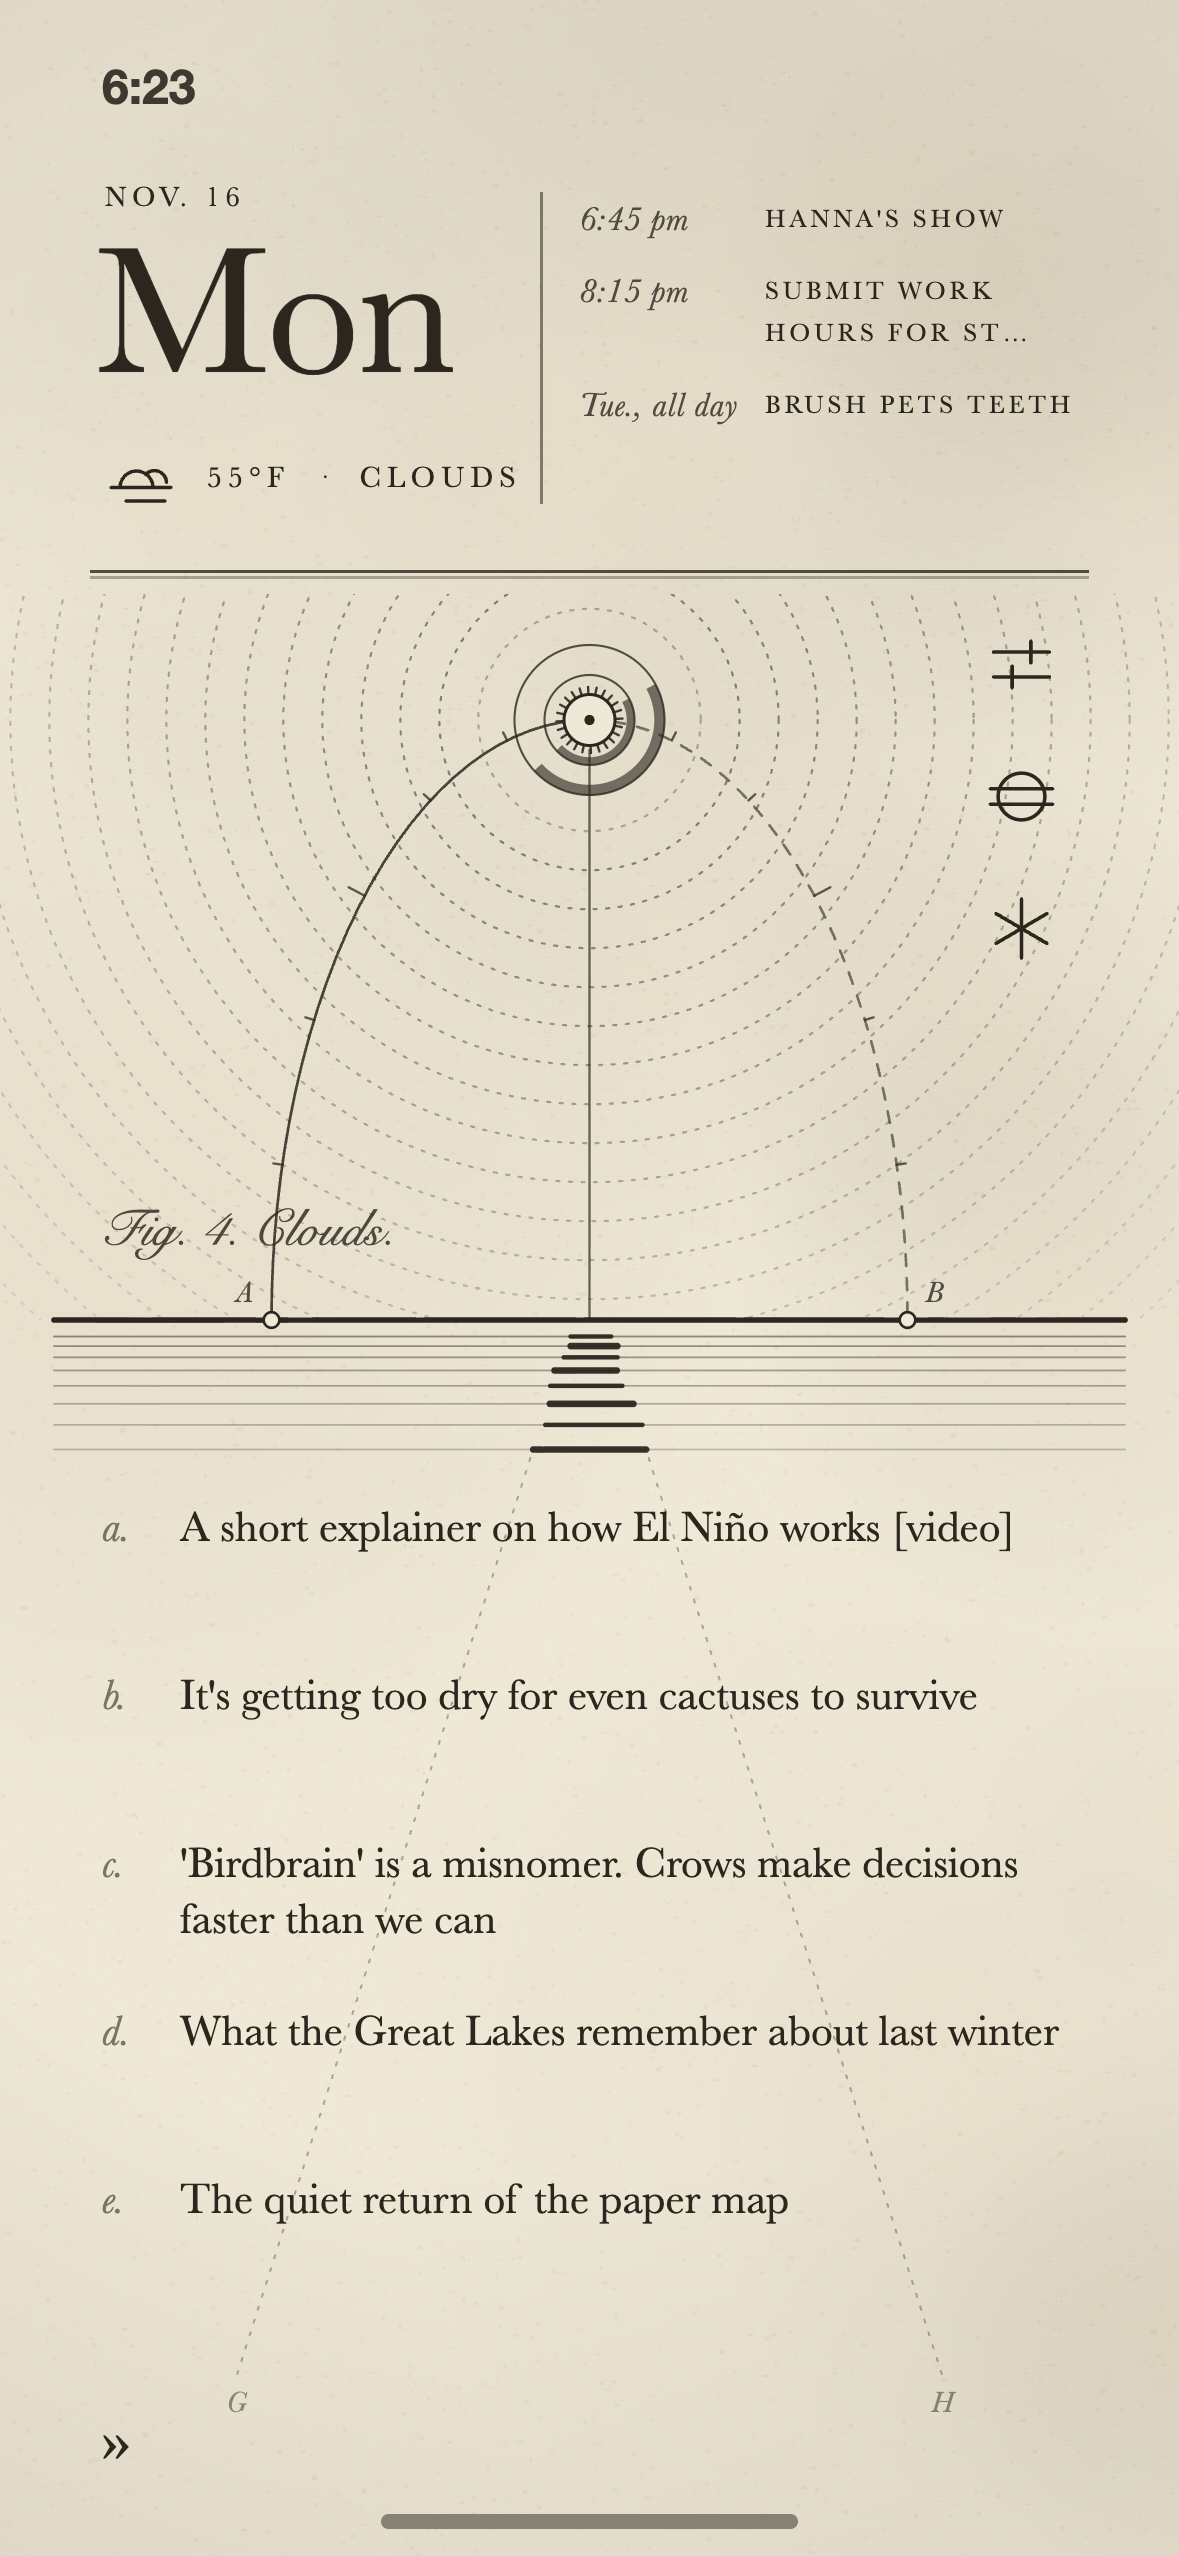 6:23
NOV. 16
Mon
55°F · CLOUDS
6:45 pm HANNA'S SHOW
8:15 pm SUBMIT WORK
HOURS FOR ST...
Tue., all day BRUSH PETS TEETH
Fig. 4. Clouds.
A
B
a. A short explainer on how El Niño works [video]
b. It's getting too dry for even cactuses to survive
c. 'Birdbrain' is a misnomer. Crows make decisions
faster than we can
d. What the Great Lakes remember about last winter
e. The quiet return of the paper map
G
H
»